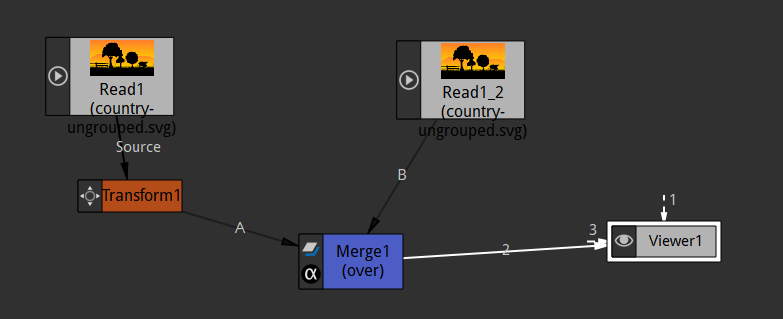 Read1
(country-
ungrouped.svg)
Read1_2
(country-
ungrouped.svg)
Source
Transform1
A
B
Merge1
(over)
α
2
3
1
Viewer1